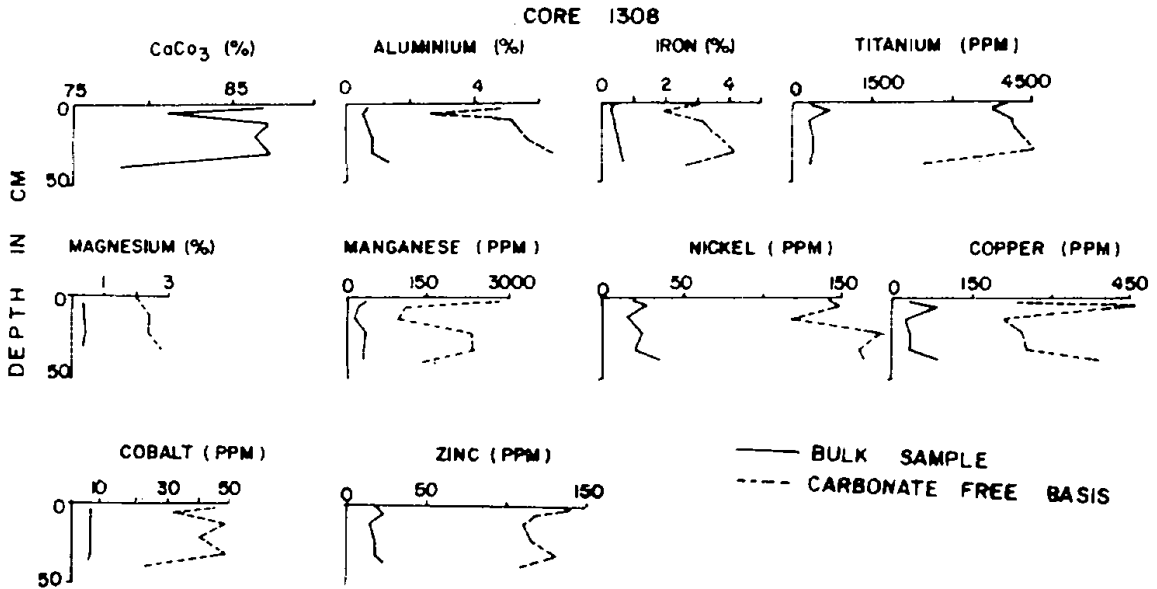 CORE 1308
CaCo3 (%) ALUMINIUM (%) IRON (%) TITANIUM (PPM)
75 85 0 4 0 2 4 0 1500 4500
0
50
MAGNESIUM (%) MANGANESE (PPM) NICKEL (PPM) COPPER (PPM)
1 3 0 150 3000 0 50 150 0 150 450
0
50
DEPTH IN CM
COBALT (PPM) ZINC (PPM)
10 30 50 0 50 150
0
50
BULK SAMPLE
CARBONATE FREE BASIS